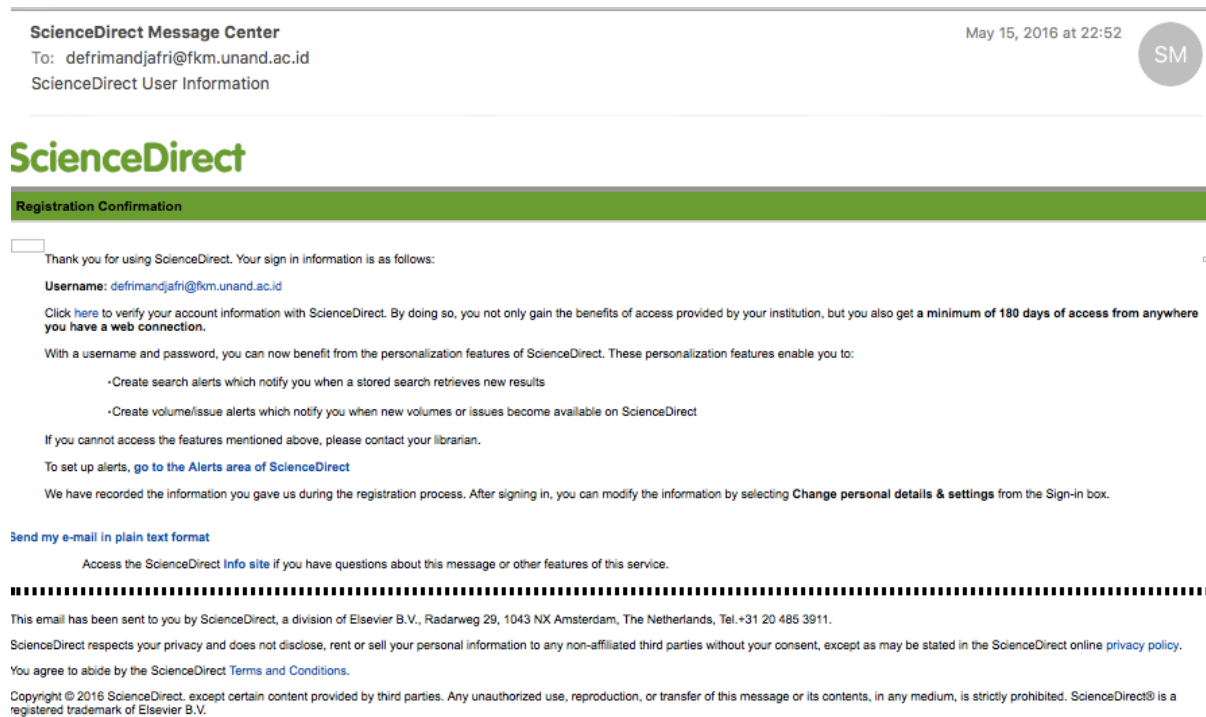 ScienceDirect Message Center
May 15, 2016 at 22:52
SM
To: defrimandjafri@fkm.unand.ac.id
ScienceDirect User Information
ScienceDirect
Registration Confirmation
Thank you for using ScienceDirect. Your sign in information is as follows:
Username: defrimandjafri@fkm.unand.ac.id
Click here to verify your account information with ScienceDirect. By doing so, you not only gain the benefits of access provided by your institution, but you also get a minimum of 180 days of access from anywhere
you have a web connection.
With a username and password, you can now benefit from the personalization features of ScienceDirect. These personalization features enable you to:
·Create search alerts which notify you when a stored search retrieves new results
·Create volume/issue alerts which notify you when new volumes or issues become available on ScienceDirect
If you cannot access the features mentioned above, please contact your librarian.
To set up alerts, go to the Alerts area of ScienceDirect
We have recorded the information you gave us during the registration process. After signing in, you can modify the information by selecting Change personal details & settings from the Sign-in box.
Send my e-mail in plain text format
Access the ScienceDirect Info site if you have questions about this message or other features of this service.
This email has been sent to you by ScienceDirect, a division of Elsevier B.V., Radarweg 29, 1043 NX Amsterdam, The Netherlands, Tel.+31 20 485 3911.
ScienceDirect respects your privacy and does not disclose, rent or sell your personal information to any non-affiliated third parties without your consent, except as may be stated in the ScienceDirect online privacy policy.
You agree to abide by the ScienceDirect Terms and Conditions.
Copyright © 2016 ScienceDirect. except certain content provided by third parties. Any unauthorized use, reproduction, or transfer of this message or its contents, in any medium, is strictly prohibited. ScienceDirect® is a
registered trademark of Elsevier B.V.